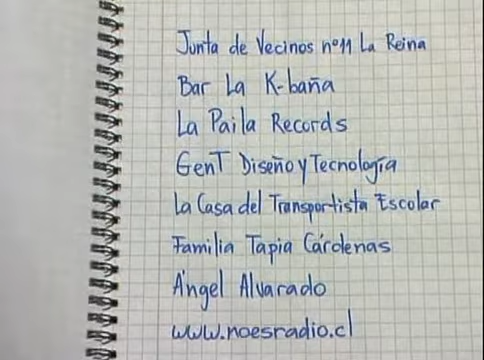 Junta de Vecinos nº11 La Reina
Bar La K-baña
La Paila Records
GenT Diseño y Tecnología
La Casa del Transportista Escolar
Familia Tapia Cárdenas
Ángel Alvarado
www.noesradio.cl